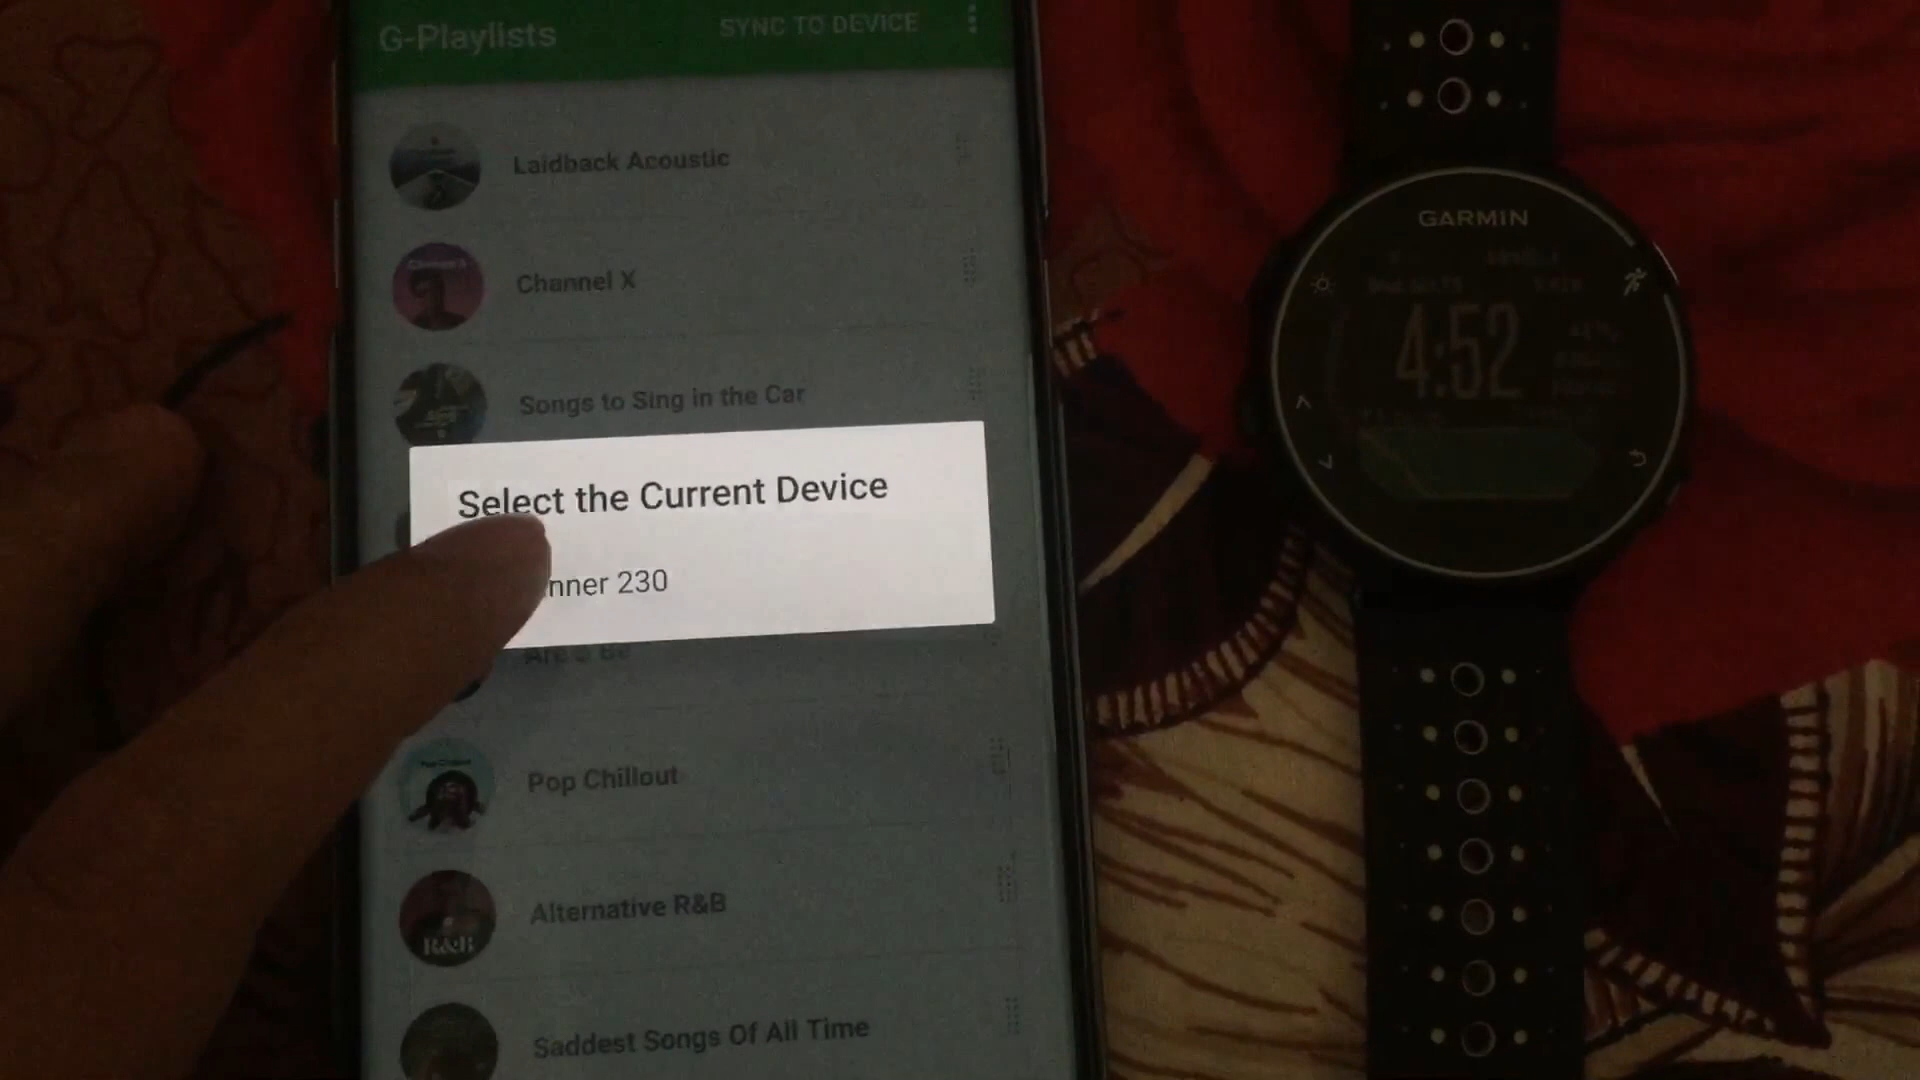 G-Playlists
SYNC TO DEVICE
Laidback Acoustic
Channel X
Songs to Sing in the Car
Select the Current Device
nner 230
Pop Chillout
Alternative R&B
R&B
Saddest Songs Of All Time
GARMIN
4:52